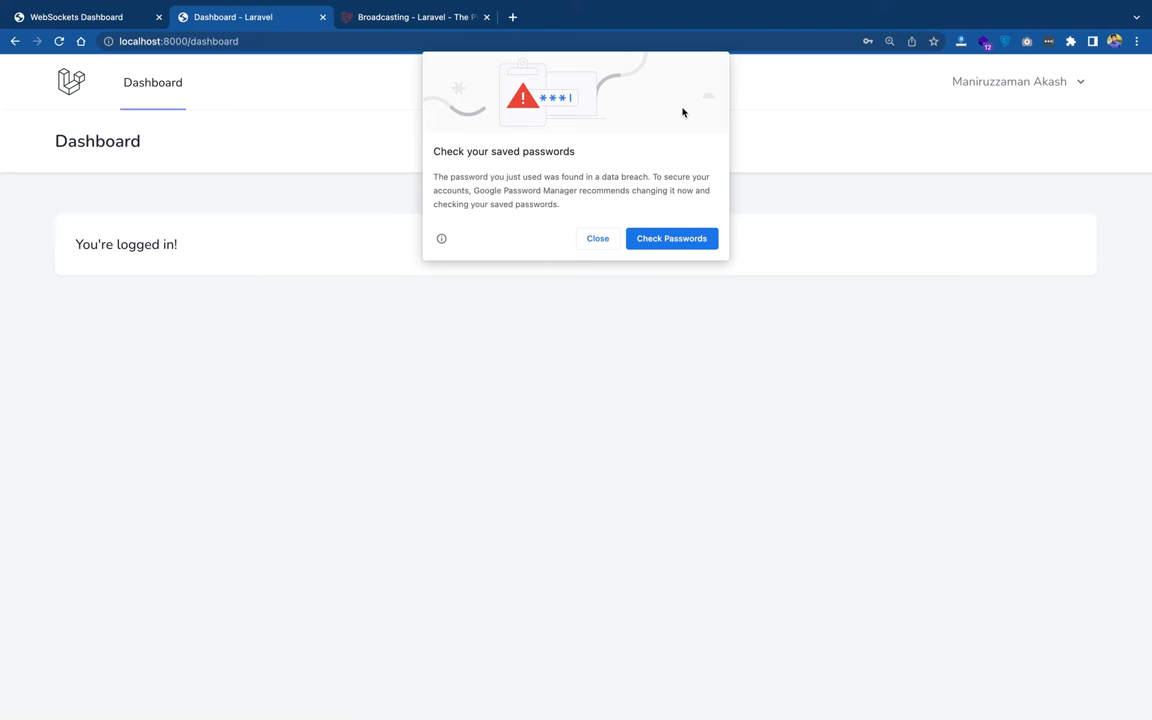 WebSockets Dashboard
Dashboard - Laravel
Broadcasting - Laravel - The P
localhost:8000/dashboard
12
Dashboard
Maniruzzaman Akash
***|
Dashboard
Check your saved passwords
The password you just used was found in a data breach. To secure your
accounts, Google Password Manager recommends changing it now and
checking your saved passwords.
Close
Check Passwords
You're logged in!